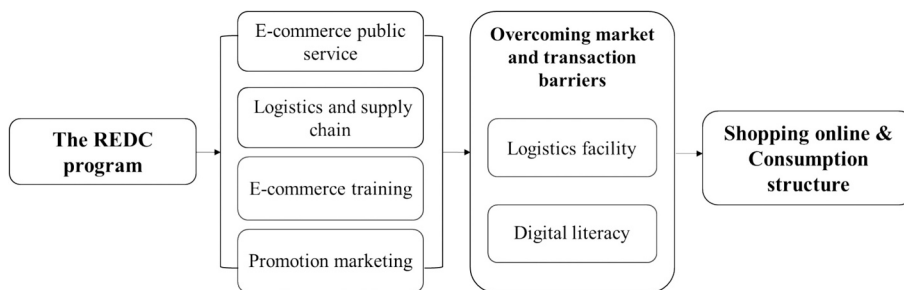 The REDC
program
E-commerce public
service
Logistics and supply
chain
E-commerce training
Promotion marketing
Overcoming market
and transaction
barriers
Logistics facility
Digital literacy
Shopping online &
Consumption
structure